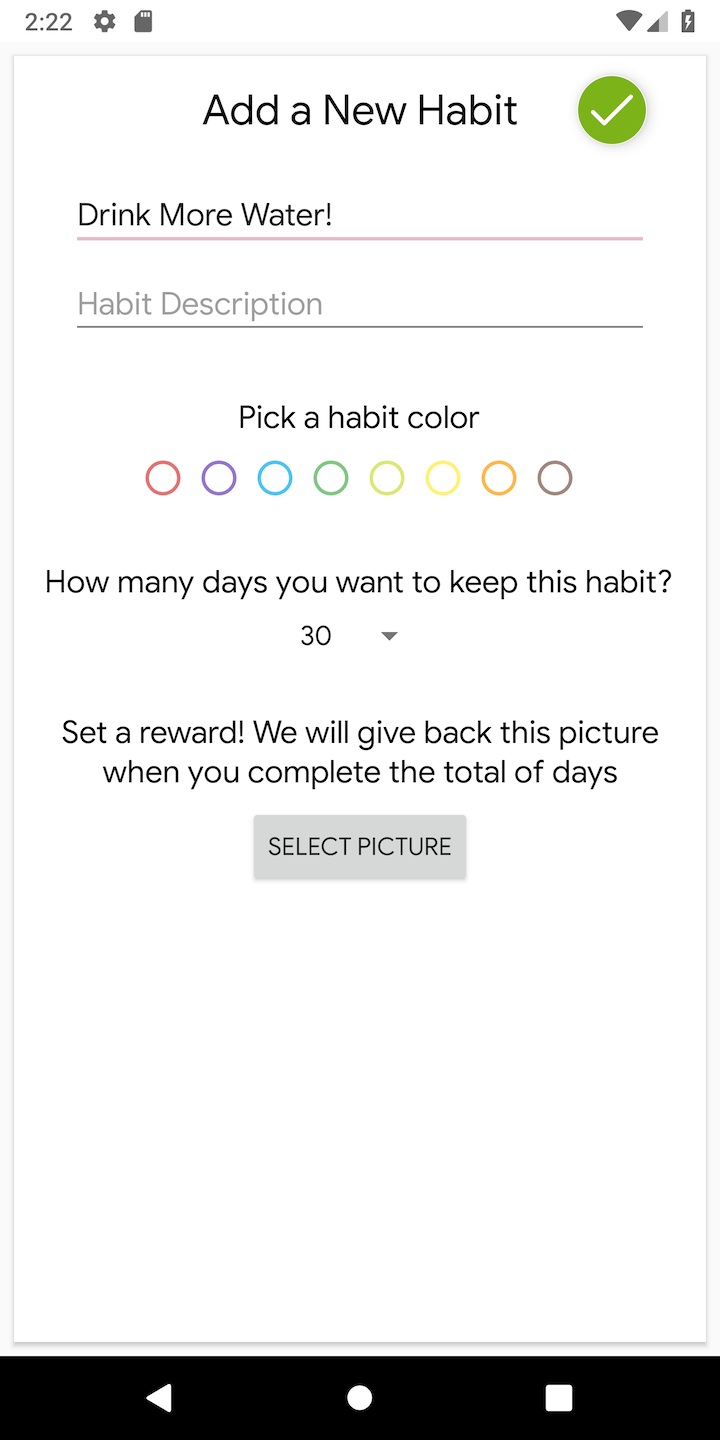 2:22
Add a New Habit
Drink More Water!
Habit Description
Pick a habit color
How many days you want to keep this habit?
30
Set a reward! We will give back this picture
when you complete the total of days
SELECT PICTURE